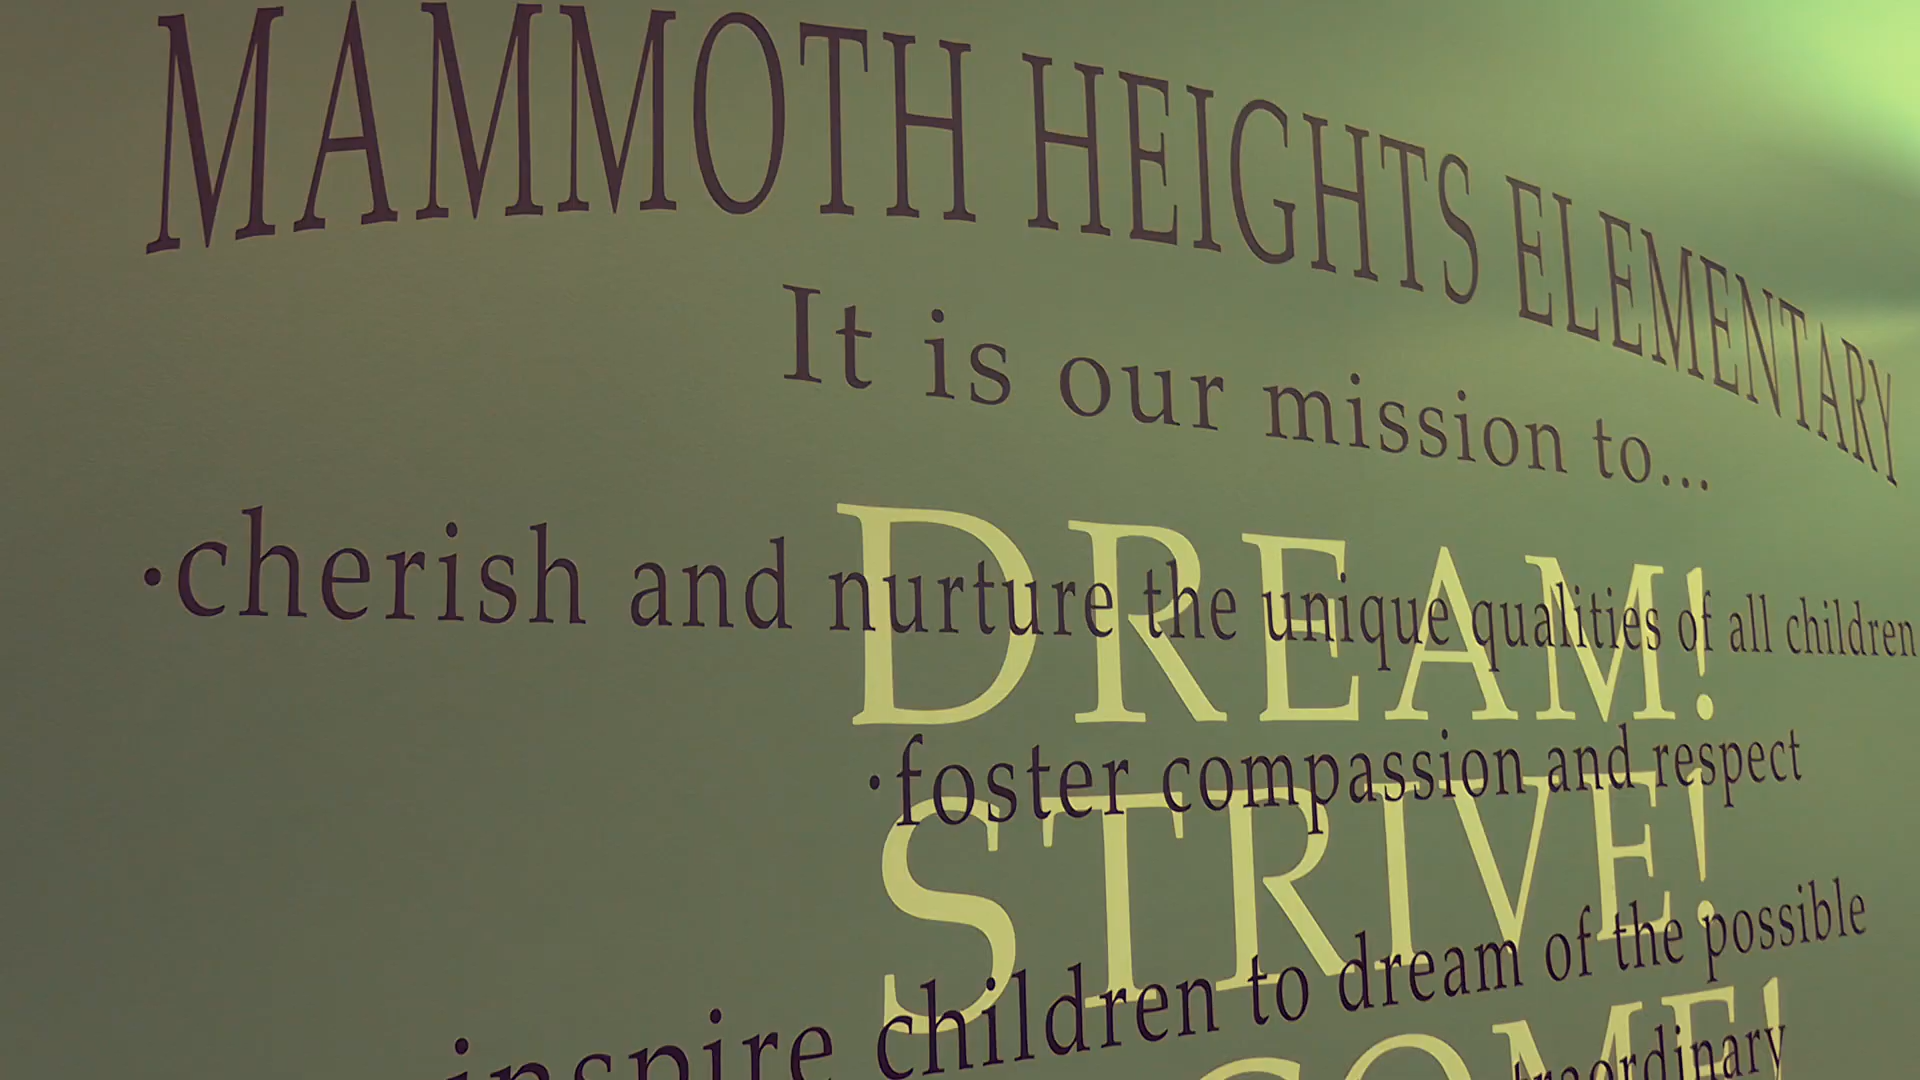 MAMMOTH HEIGHTS ELEMENTARY
It is our mission to...
·cherish and nurture the unique qualities of all children
DREAM!
·foster compassion and respect
STRIVE!
inspire children to dream of the possible